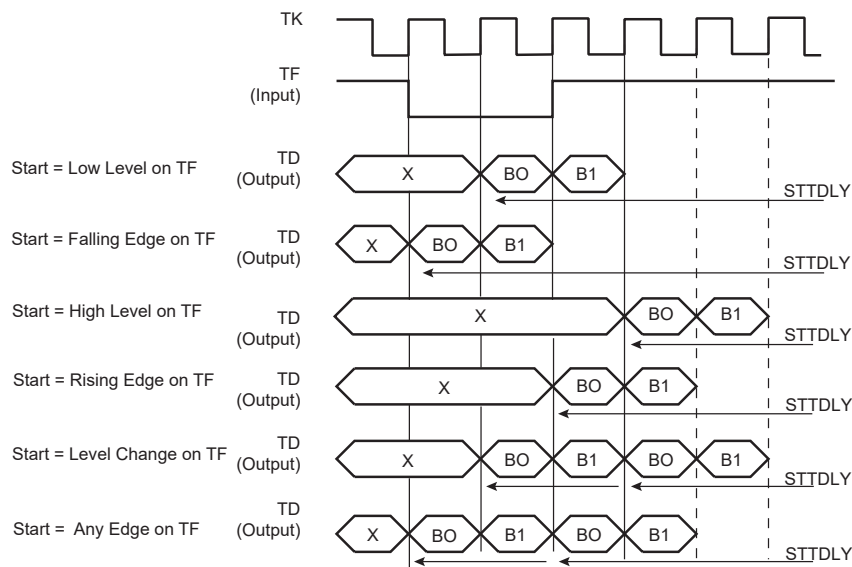 TK
TF
(Input)
Start = Low Level on TF
TD
(Output)
X
BO
B1
STTDLY
Start = Falling Edge on TF
TD
(Output)
X
BO
B1
STTDLY
Start = High Level on TF
TD
(Output)
X
BO
B1
STTDLY
Start = Rising Edge on TF
TD
(Output)
X
BO
B1
STTDLY
Start = Level Change on TF
TD
(Output)
X
BO
B1
BO
B1
STTDLY
Start = Any Edge on TF
TD
(Output)
X
BO
B1
BO
B1
STTDLY